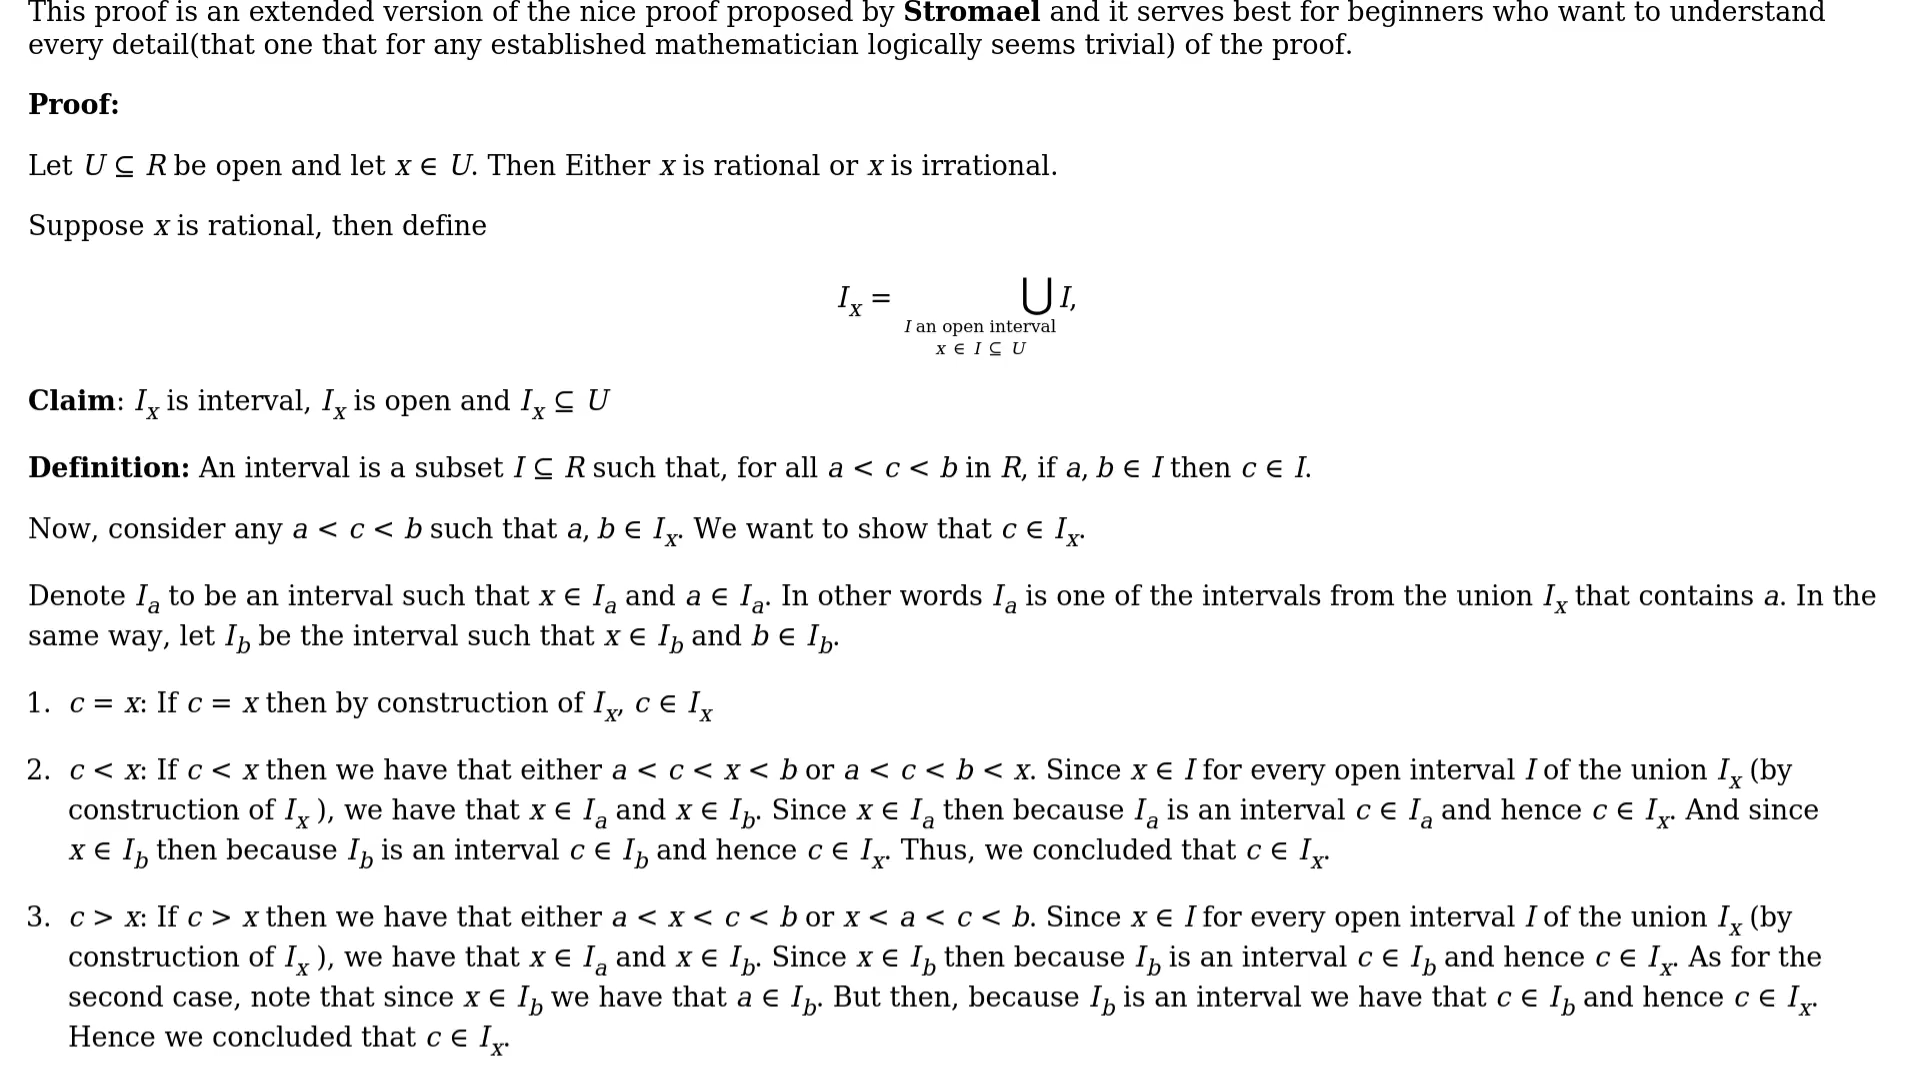 This proof is an extended version of the nice proof proposed by Stromael and it serves best for beginners who want to understand
every detail(that one that for any established mathematician logically seems trivial) of the proof.
Proof:
Let U ⊆ R be open and let x ∈ U. Then Either x is rational or x is irrational.
Suppose x is rational, then define
I_x = ⋃ I,
I an open interval
x ∈ I ⊆ U
Claim: I_x is interval, I_x is open and I_x ⊆ U
Definition: An interval is a subset I ⊆ R such that, for all a < c < b in R, if a, b ∈ I then c ∈ I.
Now, consider any a < c < b such that a, b ∈ I_x. We want to show that c ∈ I_x.
Denote I_a to be an interval such that x ∈ I_a and a ∈ I_a. In other words I_a is one of the intervals from the union I_x that contains a. In the
same way, let I_b be the interval such that x ∈ I_b and b ∈ I_b.
1. c = x: If c = x then by construction of I_x, c ∈ I_x
2. c < x: If c < x then we have that either a < c < x < b or a < c < b < x. Since x ∈ I for every open interval I of the union I_x (by
construction of I_x ), we have that x ∈ I_a and x ∈ I_b. Since x ∈ I_a then because I_a is an interval c ∈ I_a and hence c ∈ I_x. And since
x ∈ I_b then because I_b is an interval c ∈ I_b and hence c ∈ I_x. Thus, we concluded that c ∈ I_x.
3. c > x: If c > x then we have that either a < x < c < b or x < a < c < b. Since x ∈ I for every open interval I of the union I_x (by
construction of I_x ), we have that x ∈ I_a and x ∈ I_b. Since x ∈ I_b then because I_b is an interval c ∈ I_b and hence c ∈ I_x. As for the
second case, note that since x ∈ I_b we have that a ∈ I_b. But then, because I_b is an interval we have that c ∈ I_b and hence c ∈ I_x.
Hence we concluded that c ∈ I_x.